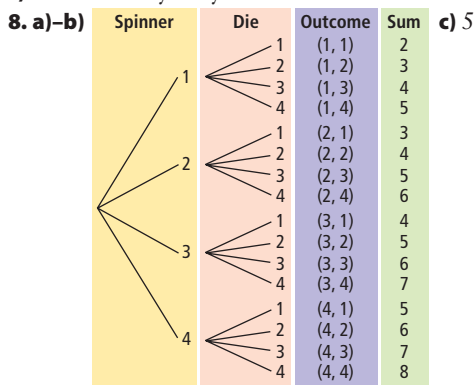 8. a)–b) Spinner Die Outcome Sum c) 5
1 1 (1, 1) 2
2 (1, 2) 3
3 (1, 3) 4
4 (1, 4) 5
2 1 (2, 1) 3
2 (2, 2) 4
3 (2, 3) 5
4 (2, 4) 6
3 1 (3, 1) 4
2 (3, 2) 5
3 (3, 3) 6
4 (3, 4) 7
4 1 (4, 1) 5
2 (4, 2) 6
3 (4, 3) 7
4 (4, 4) 8